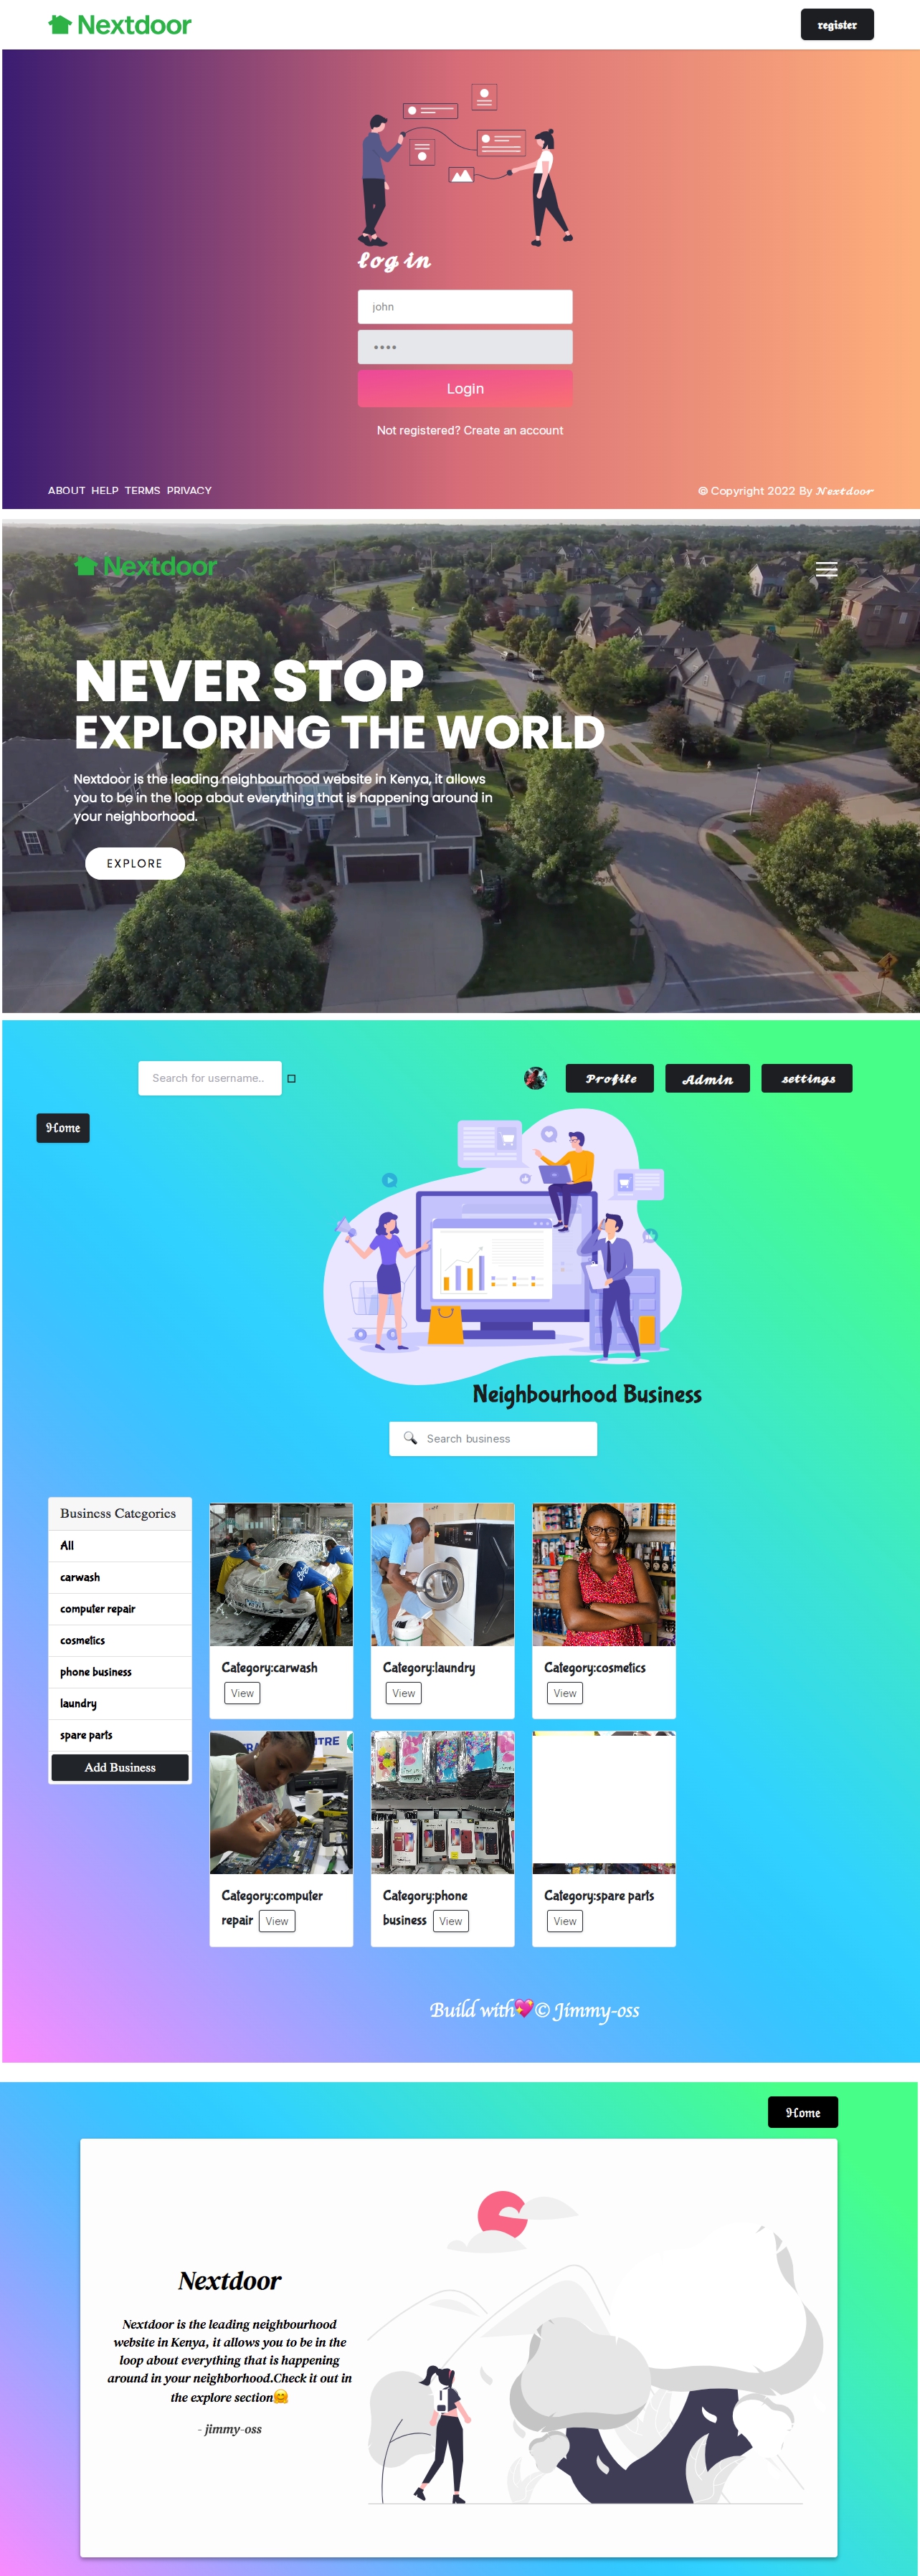 Nextdoor
register
log in
john
Login
Not registered? Create an account
ABOUT HELP TERMS PRIVACY
© Copyright 2022 By Nextdoor
Nextdoor
NEVER STOP
EXPLORING THE WORLD
Nextdoor is the leading neighbourhood website in Kenya, it allows
you to be in the loop about everything that is happening around in
your neighborhood.
EXPLORE
Search for username..
Profile
Admin
settings
Home
Neighbourhood Business
Search business
Business Categories
All
carwash
computer repair
cosmetics
phone business
laundry
spare parts
Add Business
Category:carwash
View
Category:laundry
View
Category:cosmetics
View
Category:computer
repair View
Category:phone
business View
Category:spare parts
View
Build with💖© Jimmy-oss
Home
Nextdoor
Nextdoor is the leading neighbourhood
website in Kenya, it allows you to be in the
loop about everything that is happening
around in your neighborhood.Check it out in
the explore section🤗
- jimmy-oss